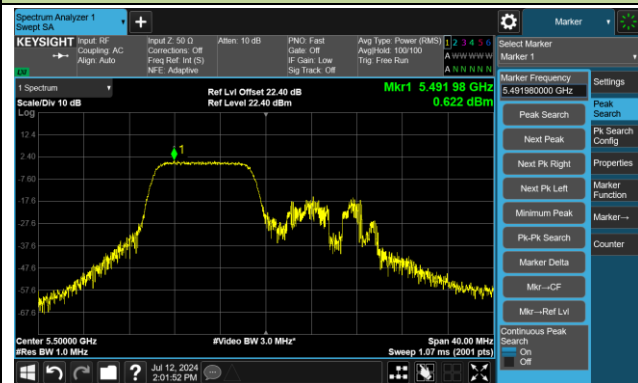 Spectrum Analyzer 1
Swept SA
Marker
KEYSIGHT Input: RF Input Z: 50 Ω Atten: 10 dB PNO: Fast Avg Type: Power (RMS) 1 2 3 4 5 6
Coupling: AC Corrections: Off Gate: Off Avg|Hold: 100/100 A W W W W W
Align: Auto Freq Ref: Int (S) IF Gain: Low Trig: Free Run
NFE: Adaptive Sig Track: Off A N N N N N
Select Marker
Marker 1
1 Spectrum
Scale/Div 10 dB
Log
Ref Lvl Offset 22.40 dB
Ref Level 22.40 dBm
Mkr1 5.491 98 GHz
0.622 dBm
12.4
2.40
-7.60
-17.6
-27.6
-37.6
-47.6
-57.6
-67.6
1
Center 5.50000 GHz #Video BW 3.0 MHz* Span 40.00 MHz
#Res BW 1.0 MHz Sweep 1.07 ms (2001 pts)
Marker Frequency
5.491980000 GHz
Peak Search
Next Peak
Next Pk Right
Next Pk Left
Minimum Peak
Pk-Pk Search
Marker Delta
Mkr→CF
Mkr→Ref Lvl
Continuous Peak
Search
On
Off
Settings
Peak
Search
Pk Search
Config
Properties
Marker
Function
Marker→
Counter
?
Jul 12, 2024
2:01:52 PM